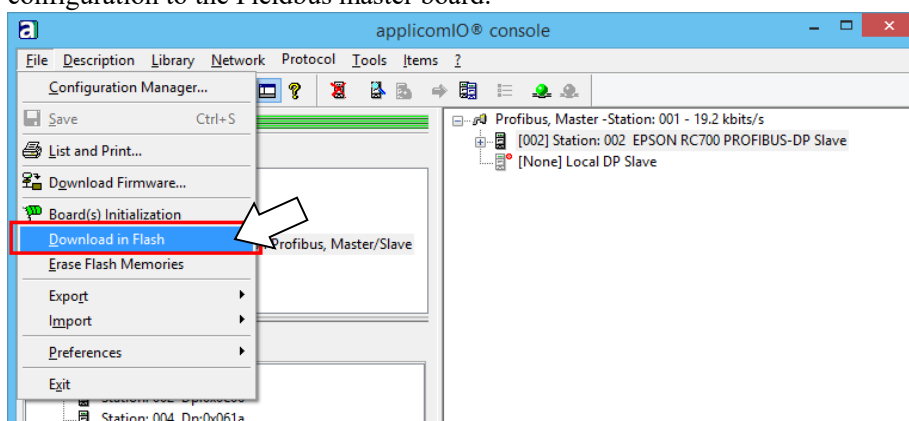 configuration to the Fieldbus master board.
applicomIO® console
File Description Library Network Protocol Tools Items ?
Configuration Manager...
Save Ctrl+S
List and Print...
Download Firmware...
Board(s) Initialization
Download in Flash
Erase Flash Memories
Export
Import
Preferences
Exit
Profibus, Master/Slave
Station: 004 Dp:0x061a
Profibus, Master -Station: 001 - 19.2 kbits/s
[002] Station: 002 EPSON RC700 PROFIBUS-DP Slave
[None] Local DP Slave